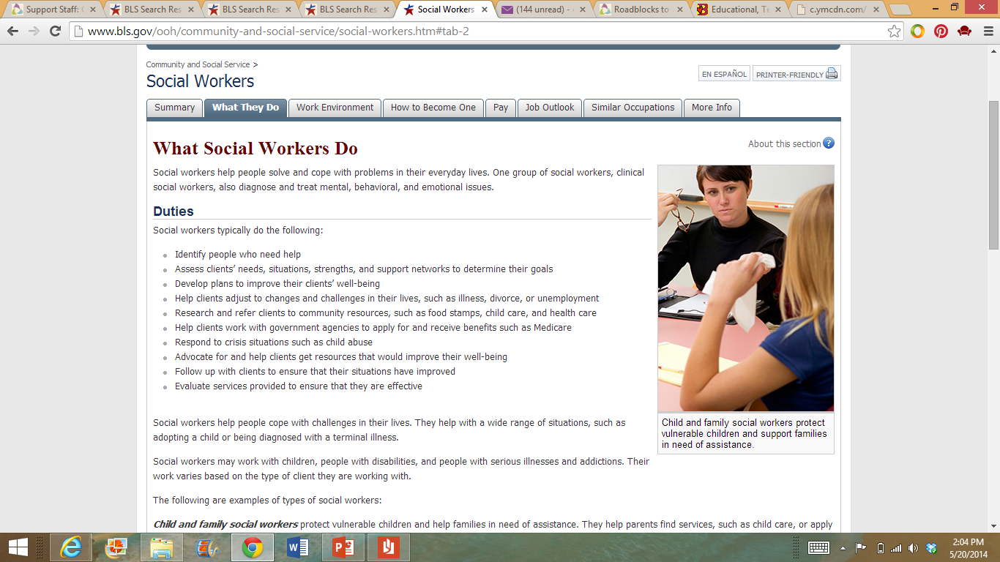 Support Staff:
BLS Search Res
BLS Search Res
BLS Search Res
Social Workers
(144 unread) -
Roadblocks to
Educational, Te
c.ymcdn.com/
www.bls.gov/ooh/community-and-social-service/social-workers.htm#tab-2
Community and Social Service >
Social Workers
EN ESPAÑOL
PRINTER-FRIENDLY
Summary
What They Do
Work Environment
How to Become One
Pay
Job Outlook
Similar Occupations
More Info
What Social Workers Do
About this section ?
Social workers help people solve and cope with problems in their everyday lives. One group of social workers, clinical
social workers, also diagnose and treat mental, behavioral, and emotional issues.
Duties
Social workers typically do the following:
Identify people who need help
Assess clients’ needs, situations, strengths, and support networks to determine their goals
Develop plans to improve their clients’ well-being
Help clients adjust to changes and challenges in their lives, such as illness, divorce, or unemployment
Research and refer clients to community resources, such as food stamps, child care, and health care
Help clients work with government agencies to apply for and receive benefits such as Medicare
Respond to crisis situations such as child abuse
Advocate for and help clients get resources that would improve their well-being
Follow up with clients to ensure that their situations have improved
Evaluate services provided to ensure that they are effective
Child and family social workers protect
vulnerable children and support families
in need of assistance.
Social workers help people cope with challenges in their lives. They help with a wide range of situations, such as
adopting a child or being diagnosed with a terminal illness.
Social workers may work with children, people with disabilities, and people with serious illnesses and addictions. Their
work varies based on the type of client they are working with.
The following are examples of types of social workers:
Child and family social workers protect vulnerable children and help families in need of assistance. They help parents find services, such as child care, or apply
2:04 PM
5/20/2014